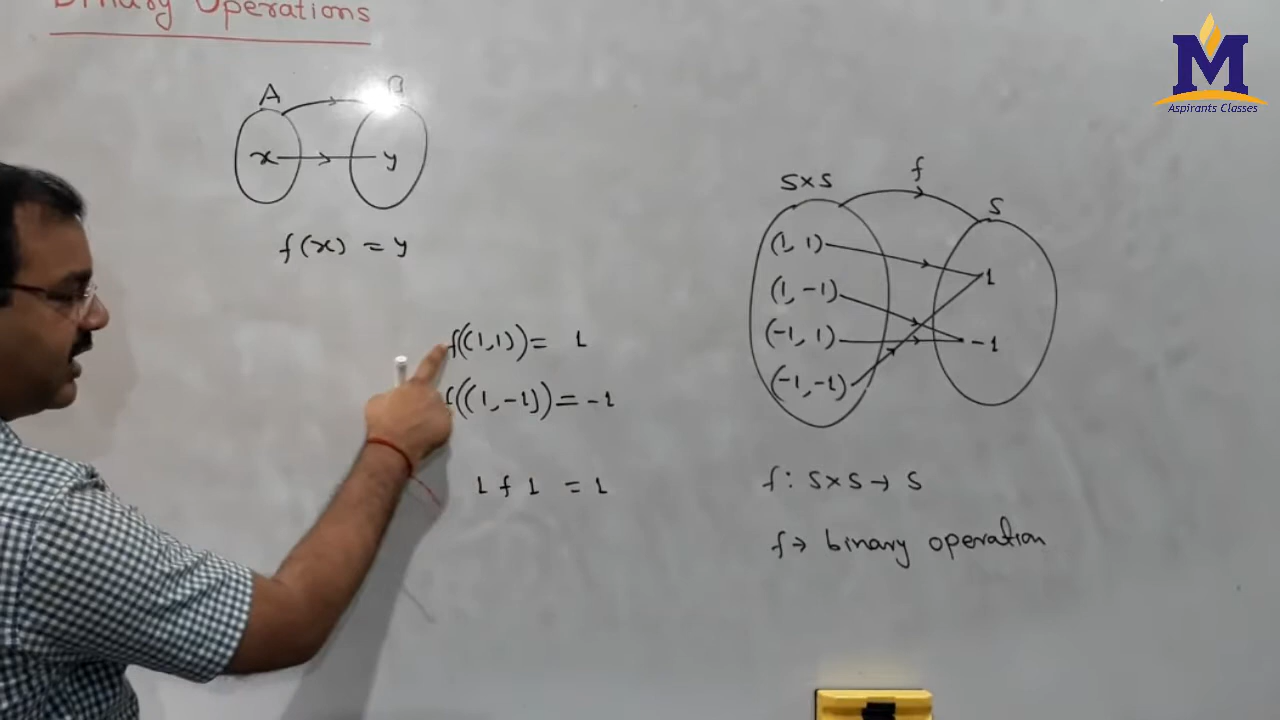 Binary Operations
M
Aspirants Classes
A B
x y
f(x) = y
f((1,1)) = 1
f((1,-1)) = -1
1 f 1 = 1
S×S f S
(1, 1)
(1, -1)
(-1, 1)
(-1, -1)
1
-1
f: S×S → S
f → binary operation